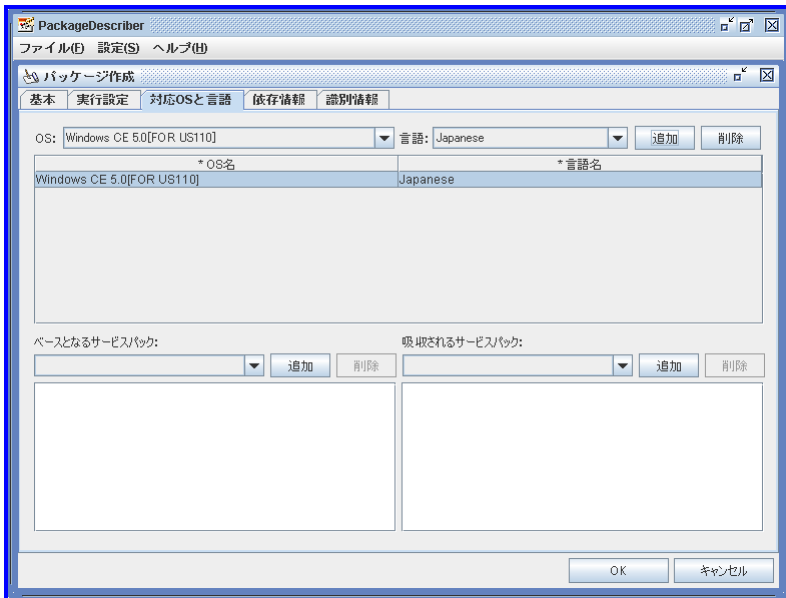 PackageDescriber
ファイル(F) 設定(S) ヘルプ(H)
パッケージ作成
基本 実行設定 対応OSと言語 依存情報 識別情報
OS: Windows CE 5.0[FOR US110] 言語: Japanese 追加 削除
* OS名 * 言語名
Windows CE 5.0[FOR US110] Japanese
ベースとなるサービスパック: 吸収されるサービスパック:
追加 削除 追加 削除
OK キャンセル